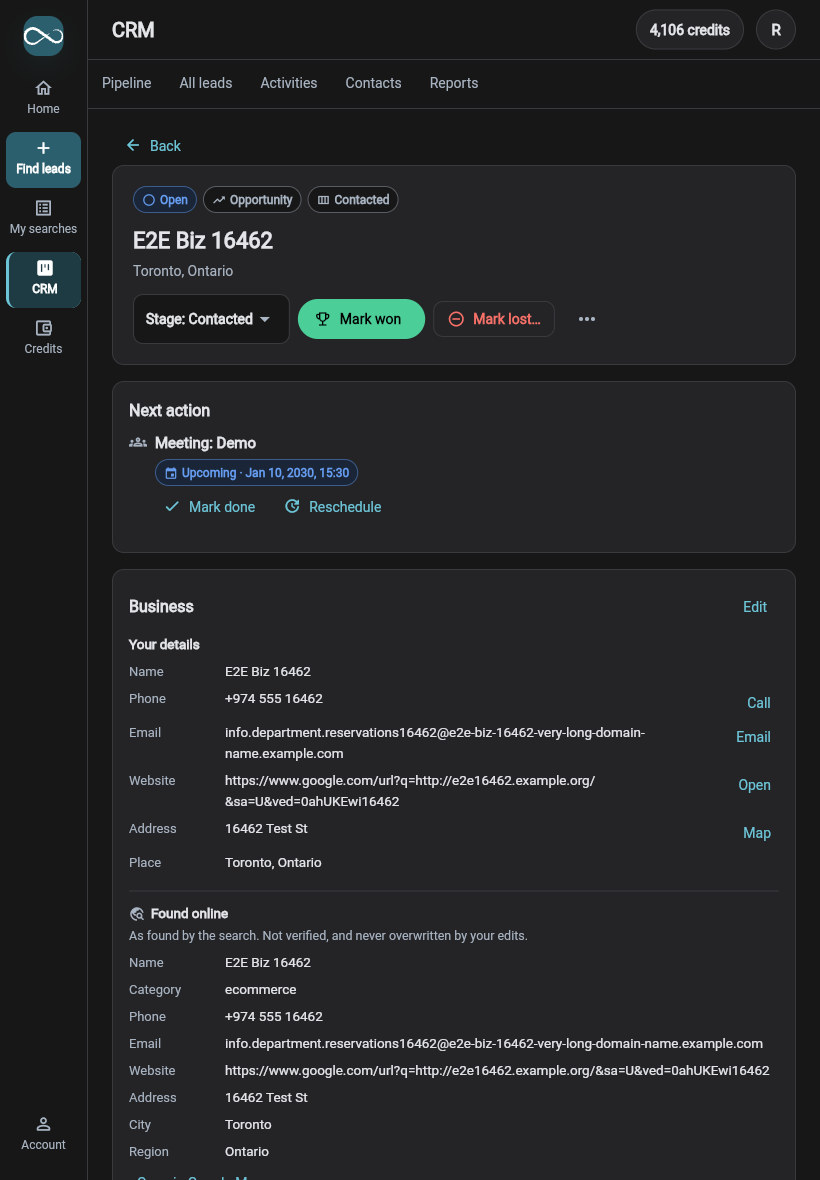 CRM
4,106 credits
R
Home
Find leads
My searches
CRM
Credits
Account
Pipeline
All leads
Activities
Contacts
Reports
Back
Open
Opportunity
Contacted
E2E Biz 16462
Toronto, Ontario
Stage: Contacted
Mark won
Mark lost...
Next action
Meeting: Demo
Upcoming · Jan 10, 2030, 15:30
Mark done
Reschedule
Business
Edit
Your details
Name E2E Biz 16462
Phone +974 555 16462 Call
Email info.department.reservations16462@e2e-biz-16462-very-long-domain- Email
name.example.com
Website https://www.google.com/url?q=http://e2e16462.example.org/ Open
&sa=U&ved=0ahUKEwi16462
Address 16462 Test St Map
Place Toronto, Ontario
Found online
As found by the search. Not verified, and never overwritten by your edits.
Name E2E Biz 16462
Category ecommerce
Phone +974 555 16462
Email info.department.reservations16462@e2e-biz-16462-very-long-domain-name.example.com
Website https://www.google.com/url?q=http://e2e16462.example.org/&sa=U&ved=0ahUKEwi16462
Address 16462 Test St
City Toronto
Region Ontario